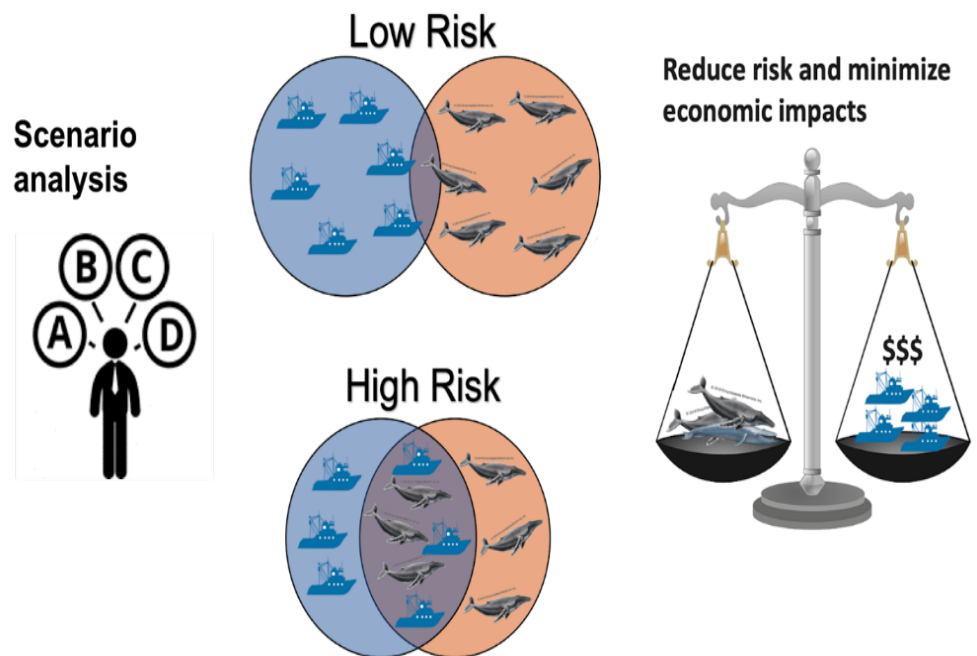 Low Risk
Scenario
analysis
B
C
A
D
High Risk
Reduce risk and minimize
economic impacts
$$$